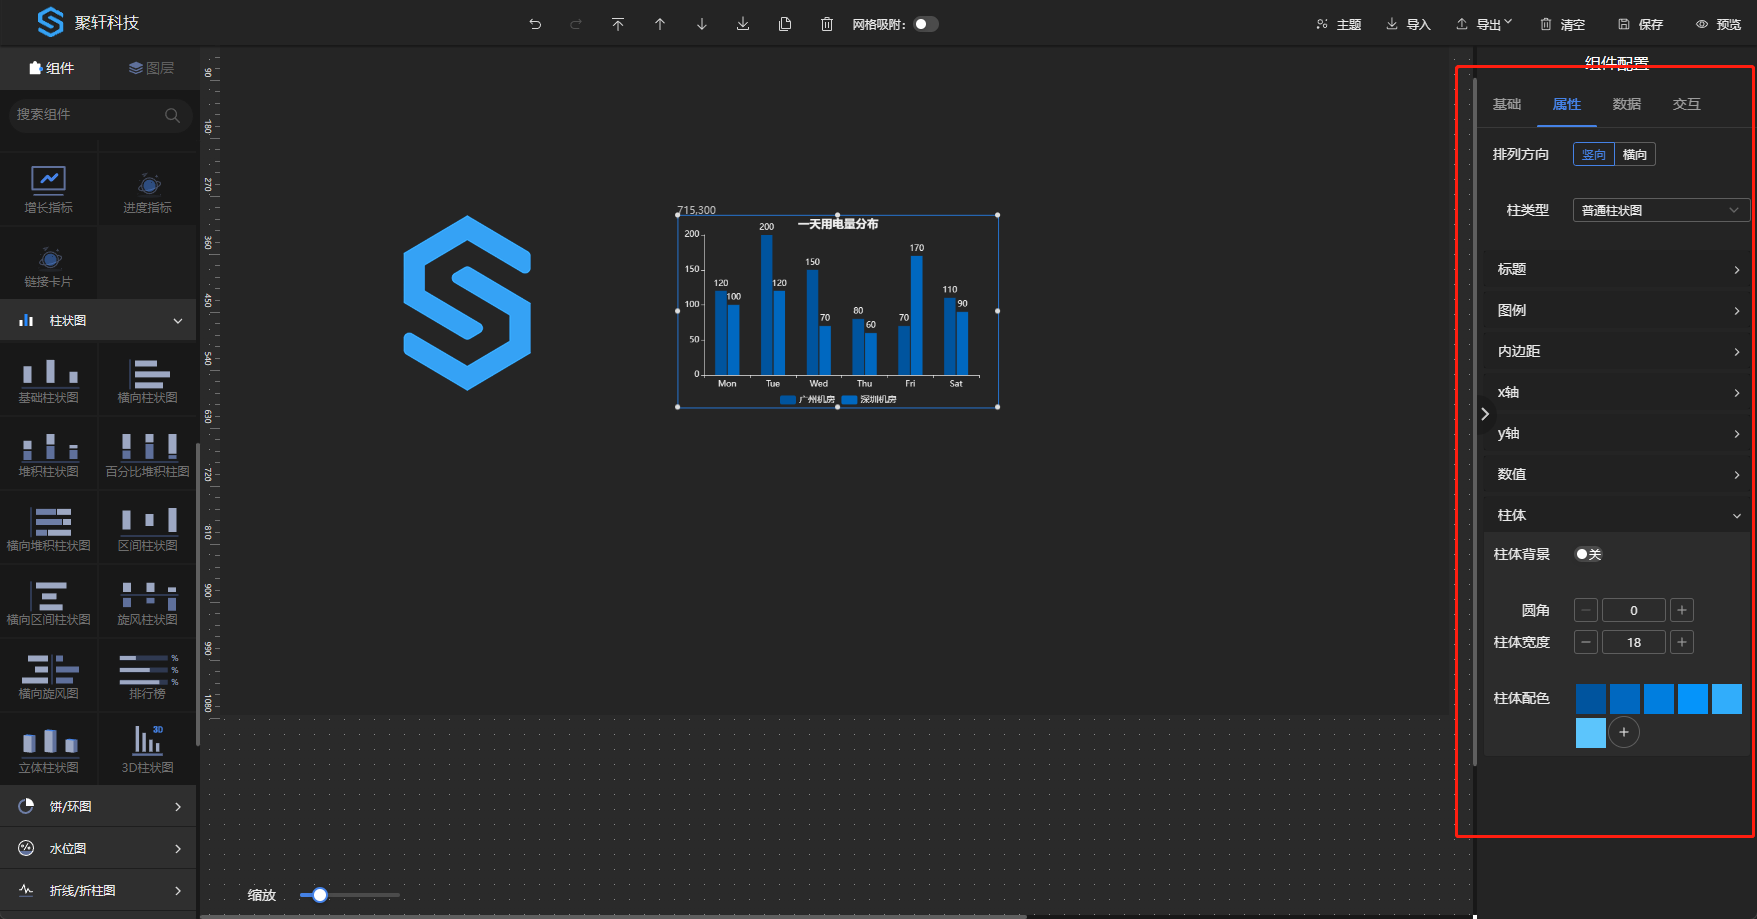 聚轩科技
网格吸附:
主题
导入
导出
清空
保存
预览
组件
图层
搜索组件
增长指标
进度指标
链接卡片
柱状图
基础柱状图
横向柱状图
堆积柱状图
百分比堆积柱图
横向堆积柱状图
区间柱状图
横向区间柱状图
旋风柱状图
横向旋风图
%
%
%
排行榜
立体柱状图
3D
3D柱状图
饼/环图
水位图
折线/折柱图
90
180
270
360
450
540
630
720
810
900
990
1080
715,300
一天用电量分布
200
150
100
50
0
120
100
200
120
150
70
80
60
70
170
110
90
Mon
Tue
Wed
Thu
Fri
Sat
广州机房
深圳机房
缩放
组件配置
基础
属性
数据
交互
排列方向
竖向
横向
柱类型
普通柱状图
标题
图例
内边距
x轴
y轴
数值
柱体
柱体背景
关
圆角
0
柱体宽度
18
柱体配色